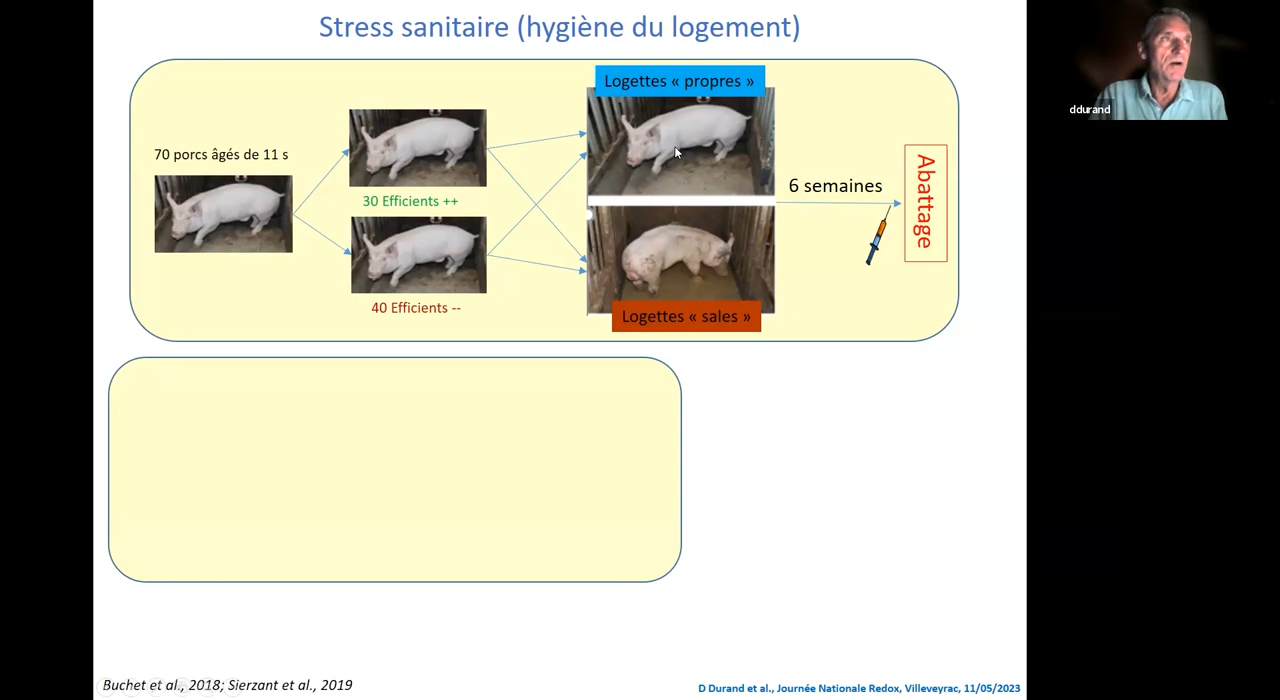 Stress sanitaire (hygiène du logement)
Logettes « propres »
70 porcs âgés de 11 s
30 Efficients ++
40 Efficients --
Logettes « sales »
6 semaines
Abattage
ddurand
Buchet et al., 2018; Sierzant et al., 2019
D Durand et al., Journée Nationale Redox, Villeveyrac, 11/05/2023